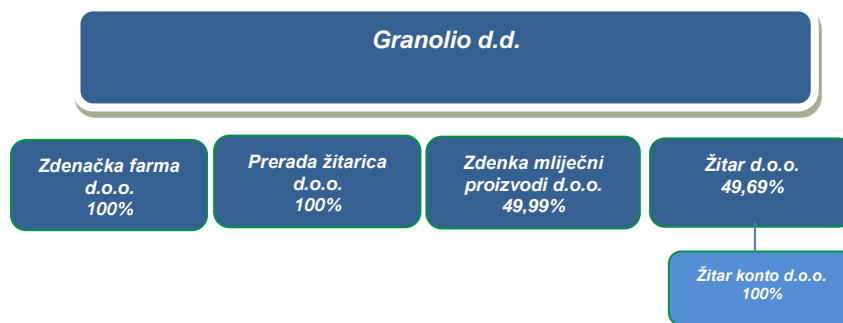 Granolio d.d.
Zdenačka farma
d.o.o.
100%
Prerada žitarica
d.o.o.
100%
Zdenka mliječni
proizvodi d.o.o.
49,99%
Žitar d.o.o.
49,69%
Žitar konto d.o.o.
100%